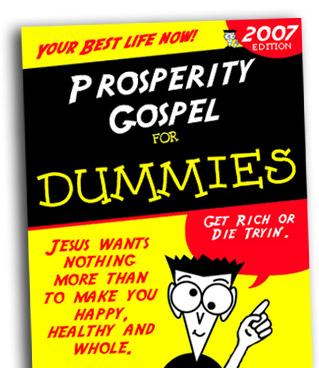 YOUR BEST LIFE NOW!
2007
EDITION
PROSPERITY
GOSPEL
FOR
DUMMIES
GET RICH OR
DIE TRYIN'.
JESUS WANTS
NOTHING
MORE THAN
TO MAKE YOU
HAPPY,
HEALTHY AND
WHOLE.